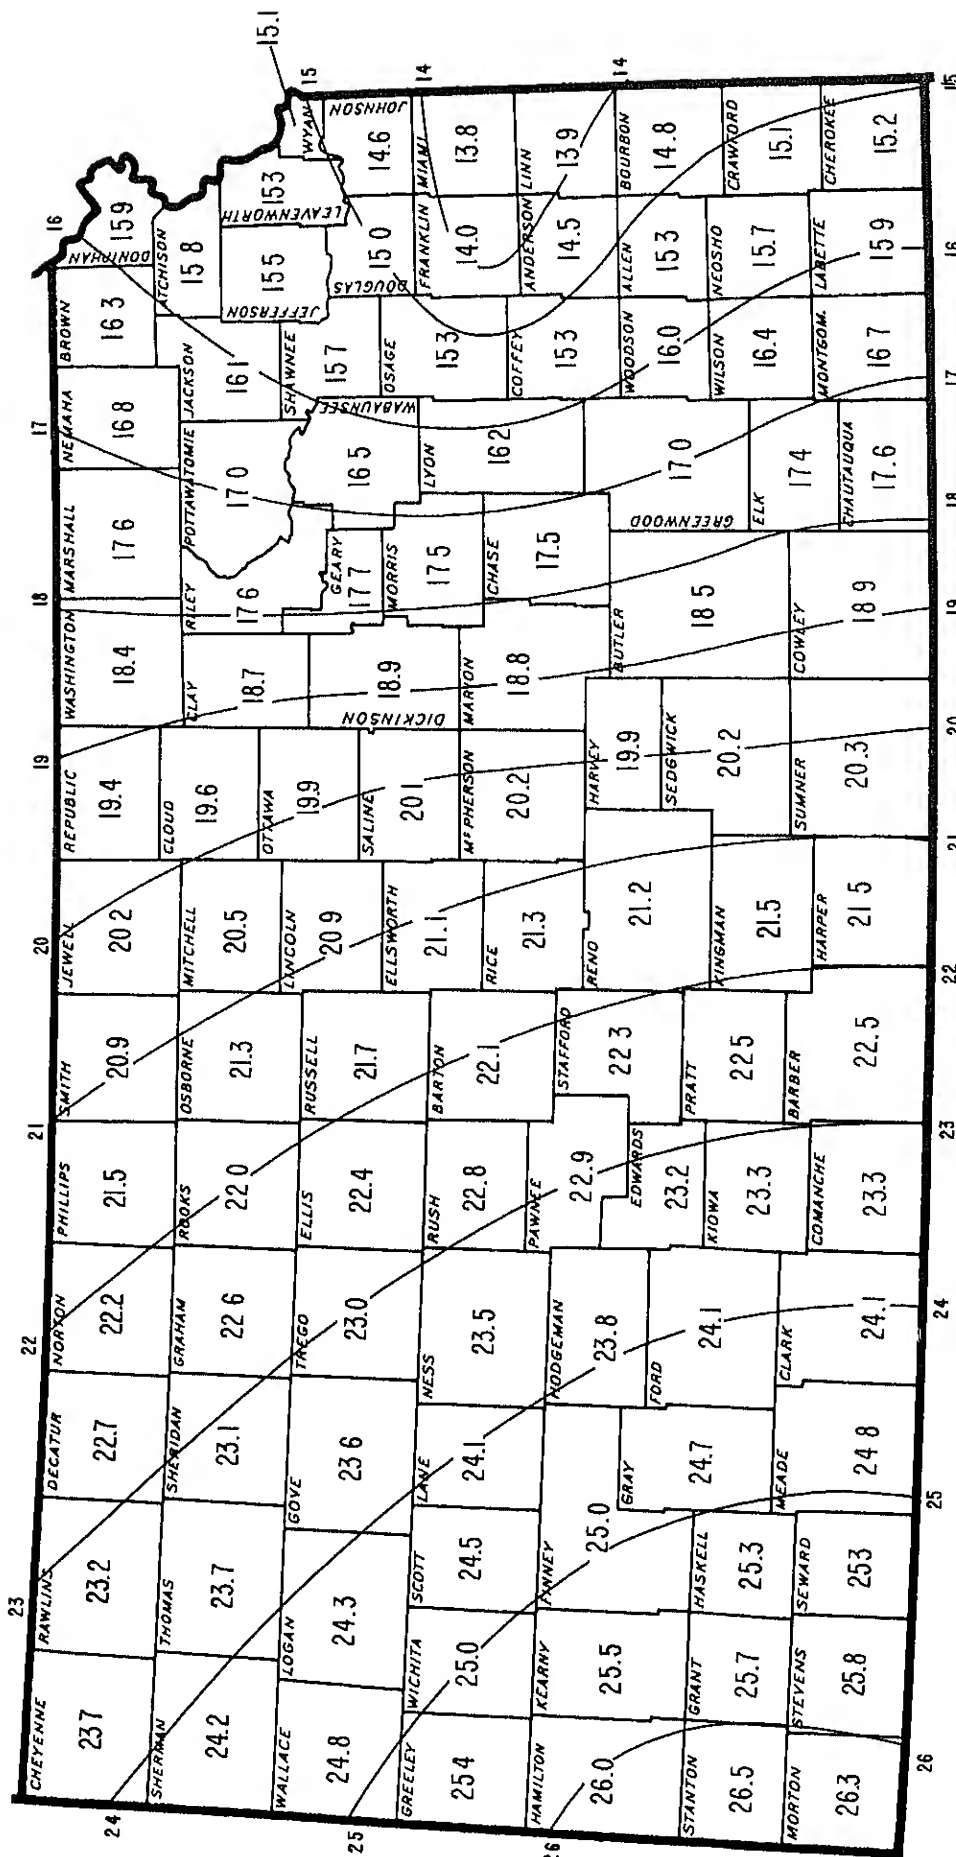 23
22
21
20
19
18
17
16
CHEYENNE
237
RAWLINS
23.2
DECATUR
22.7
NORTON
22.2
PHILLIPS
21.5
SMITH
20.9
JEWELL
20 2
REPUBLIC
19.4
WASHINGTON
18.4
MARSHALL
17 6
NEMAHA
16 8
BROWN
16 3
DONIPHAN
15 9
24
SHERMAN
24.2
THOMAS
23.7
SHERIDAN
23.1
GRAHAM
22 6
ROOKS
22 0
OSBORNE
21.3
MITCHELL
20.5
CLOUD
19.6
CLAY
18.7
RILEY
17 6
POTTAWATOMIE
17 0
JACKSON
16 1
ATCHISON
15 8
JEFFERSON
15 5
LEAVENWORTH
15 3
WYAN
15.1
15
WALLACE
24.8
LOGAN
24.3
GOVE
23 6
TREGO
23.0
ELLIS
22.4
RUSSELL
21.7
LINCOLN
20 9
OTTAWA
19.9
DICKINSON
18.9
GEARY
17 7
WABAUNSEE
16 5
SHAWNEE
15 7
DOUGLAS
15 0
JOHNSON
14.6
14
25
GREELEY
25 4
WICHITA
25.0
SCOTT
24.5
LANE
24.1
NESS
23.5
RUSH
22.8
BARTON
22.1
ELLSWORTH
21.1
SALINE
20 1
MORRIS
17 5
OSAGE
15 3
FRANKLIN
14.0
MIAMI
13.8
RICE
21.3
McPHERSON
20.2
MARION
18.8
CHASE
17.5
LYON
16 2
COFFEY
15 3
ANDERSON
14.5
LINN
13 9
14
26
HAMILTON
26.0
KEARNY
25.5
FINNEY
25.0
HODGEMAN
23.8
PAWNEE
22.9
STAFFORD
22 3
RENO
21.2
HARVEY
19.9
GRAY
24.7
FORD
24.1
EDWARDS
23.2
SEDGWICK
20.2
BUTLER
18 5
GREENWOOD
17 0
WOODSON
16.0
ALLEN
15 3
BOURBON
14.8
STANTON
26.5
GRANT
25.7
HASKELL
25.3
KIOWA
23.3
PRATT
22 5
KINGMAN
21.5
ELK
17 4
WILSON
16.4
NEOSHO
15.7
CRAWFORD
15.1
MORTON
26.3
STEVENS
25.8
SEWARD
25 3
MEADE
24 8
CLARK
24.1
COMANCHE
23.3
BARBER
22.5
HARPER
21 5
SUMNER
20.3
COWLEY
18 9
CHAUTAUQUA
17.6
MONTGOM.
16 7
LABETTE
15 9
CHEROKEE
15.2
26
25
24
23
22
21
20
19
18
17
16
15